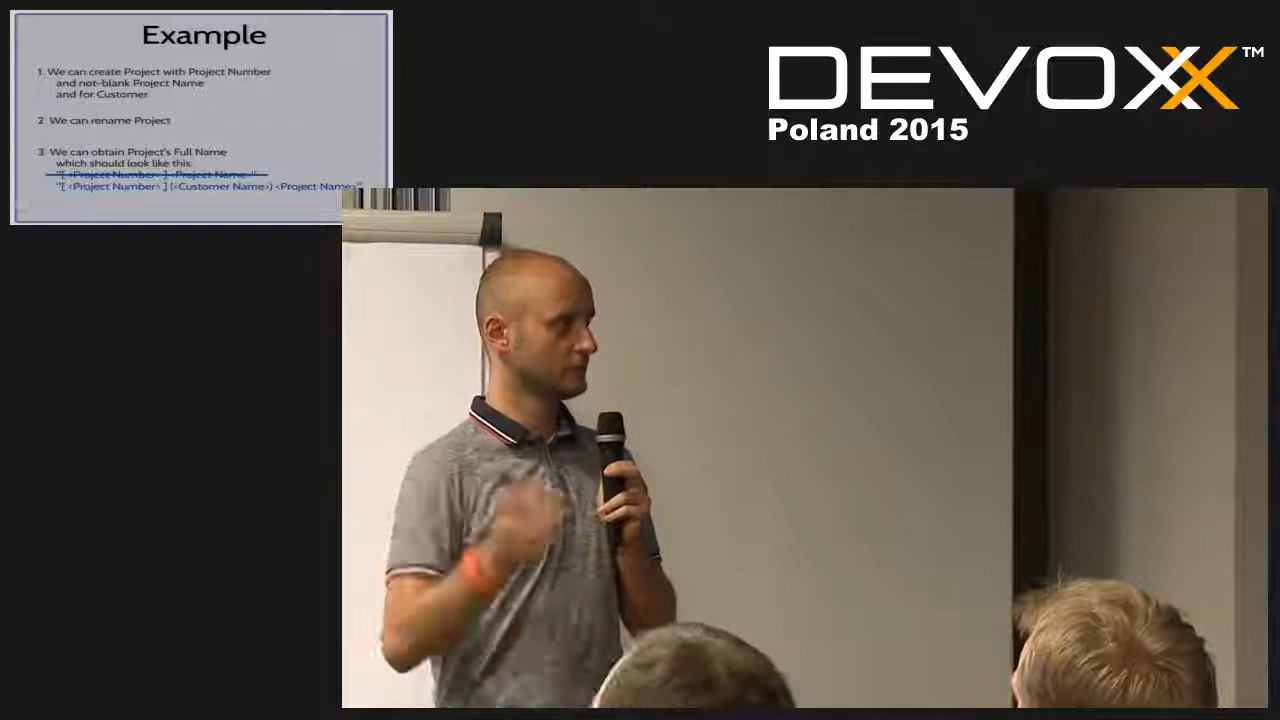 Example
1. We can create Project with Project Number
and not-blank Project Name
and for Customer
2. We can rename Project
3. We can obtain Project's Full Name
which should look like this:
"[ <Project Number> ] <Project Name>"
"[ <Project Number> ] (<Customer Name>) <Project Name>"
DEVOXX™
Poland 2015